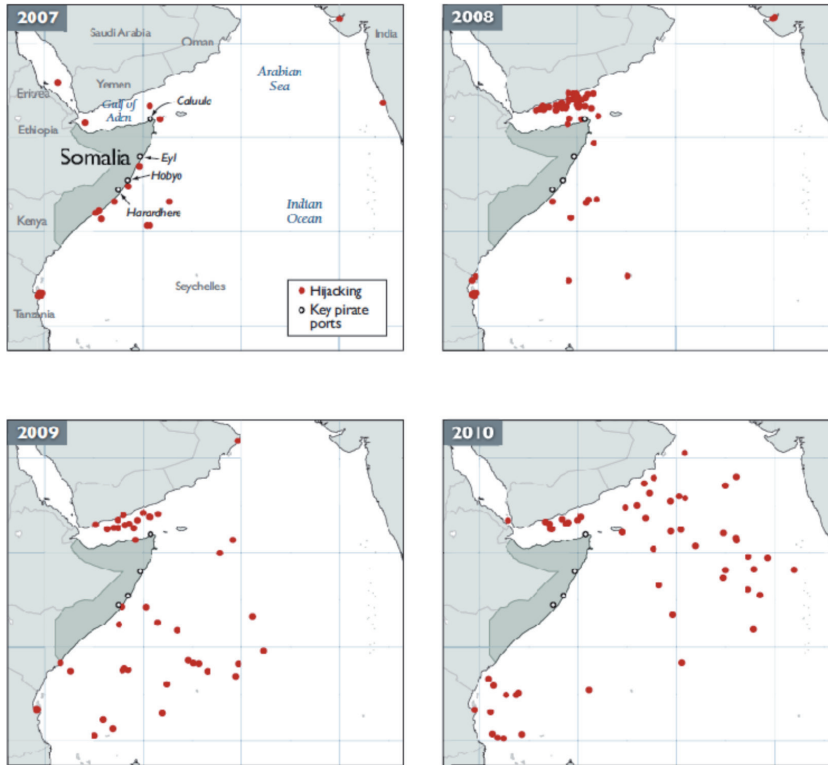 2007
Saudi Arabia
Oman
India
Arabian
Sea
Yemen
Eritrea
Gulf of
Aden
Caluula
Ethiopia
Somalia
Eyl
Hobyo
Indian
Ocean
Harardhere
Kenya
Seychelles
Hijacking
Key pirate
ports
Tanzania
2008
2009
2010